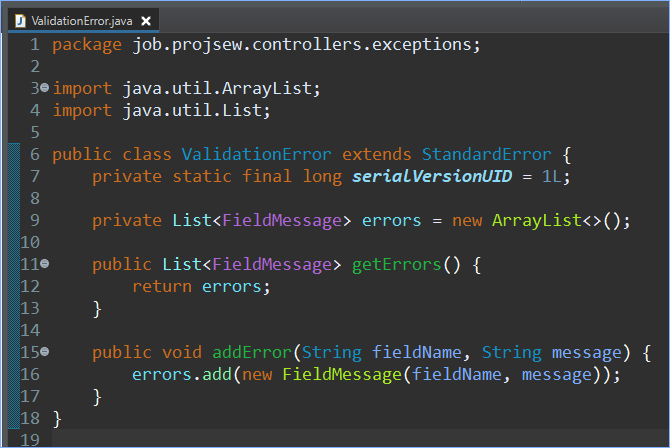 ValidationError.java
1 package job.projsew.controllers.exceptions;
2
3 import java.util.ArrayList;
4 import java.util.List;
5
6 public class ValidationError extends StandardError {
7     private static final long serialVersionUID = 1L;
8
9     private List<FieldMessage> errors = new ArrayList<>();
10
11     public List<FieldMessage> getErrors() {
12         return errors;
13     }
14
15     public void addError(String fieldName, String message) {
16         errors.add(new FieldMessage(fieldName, message));
17     }
18 }
19